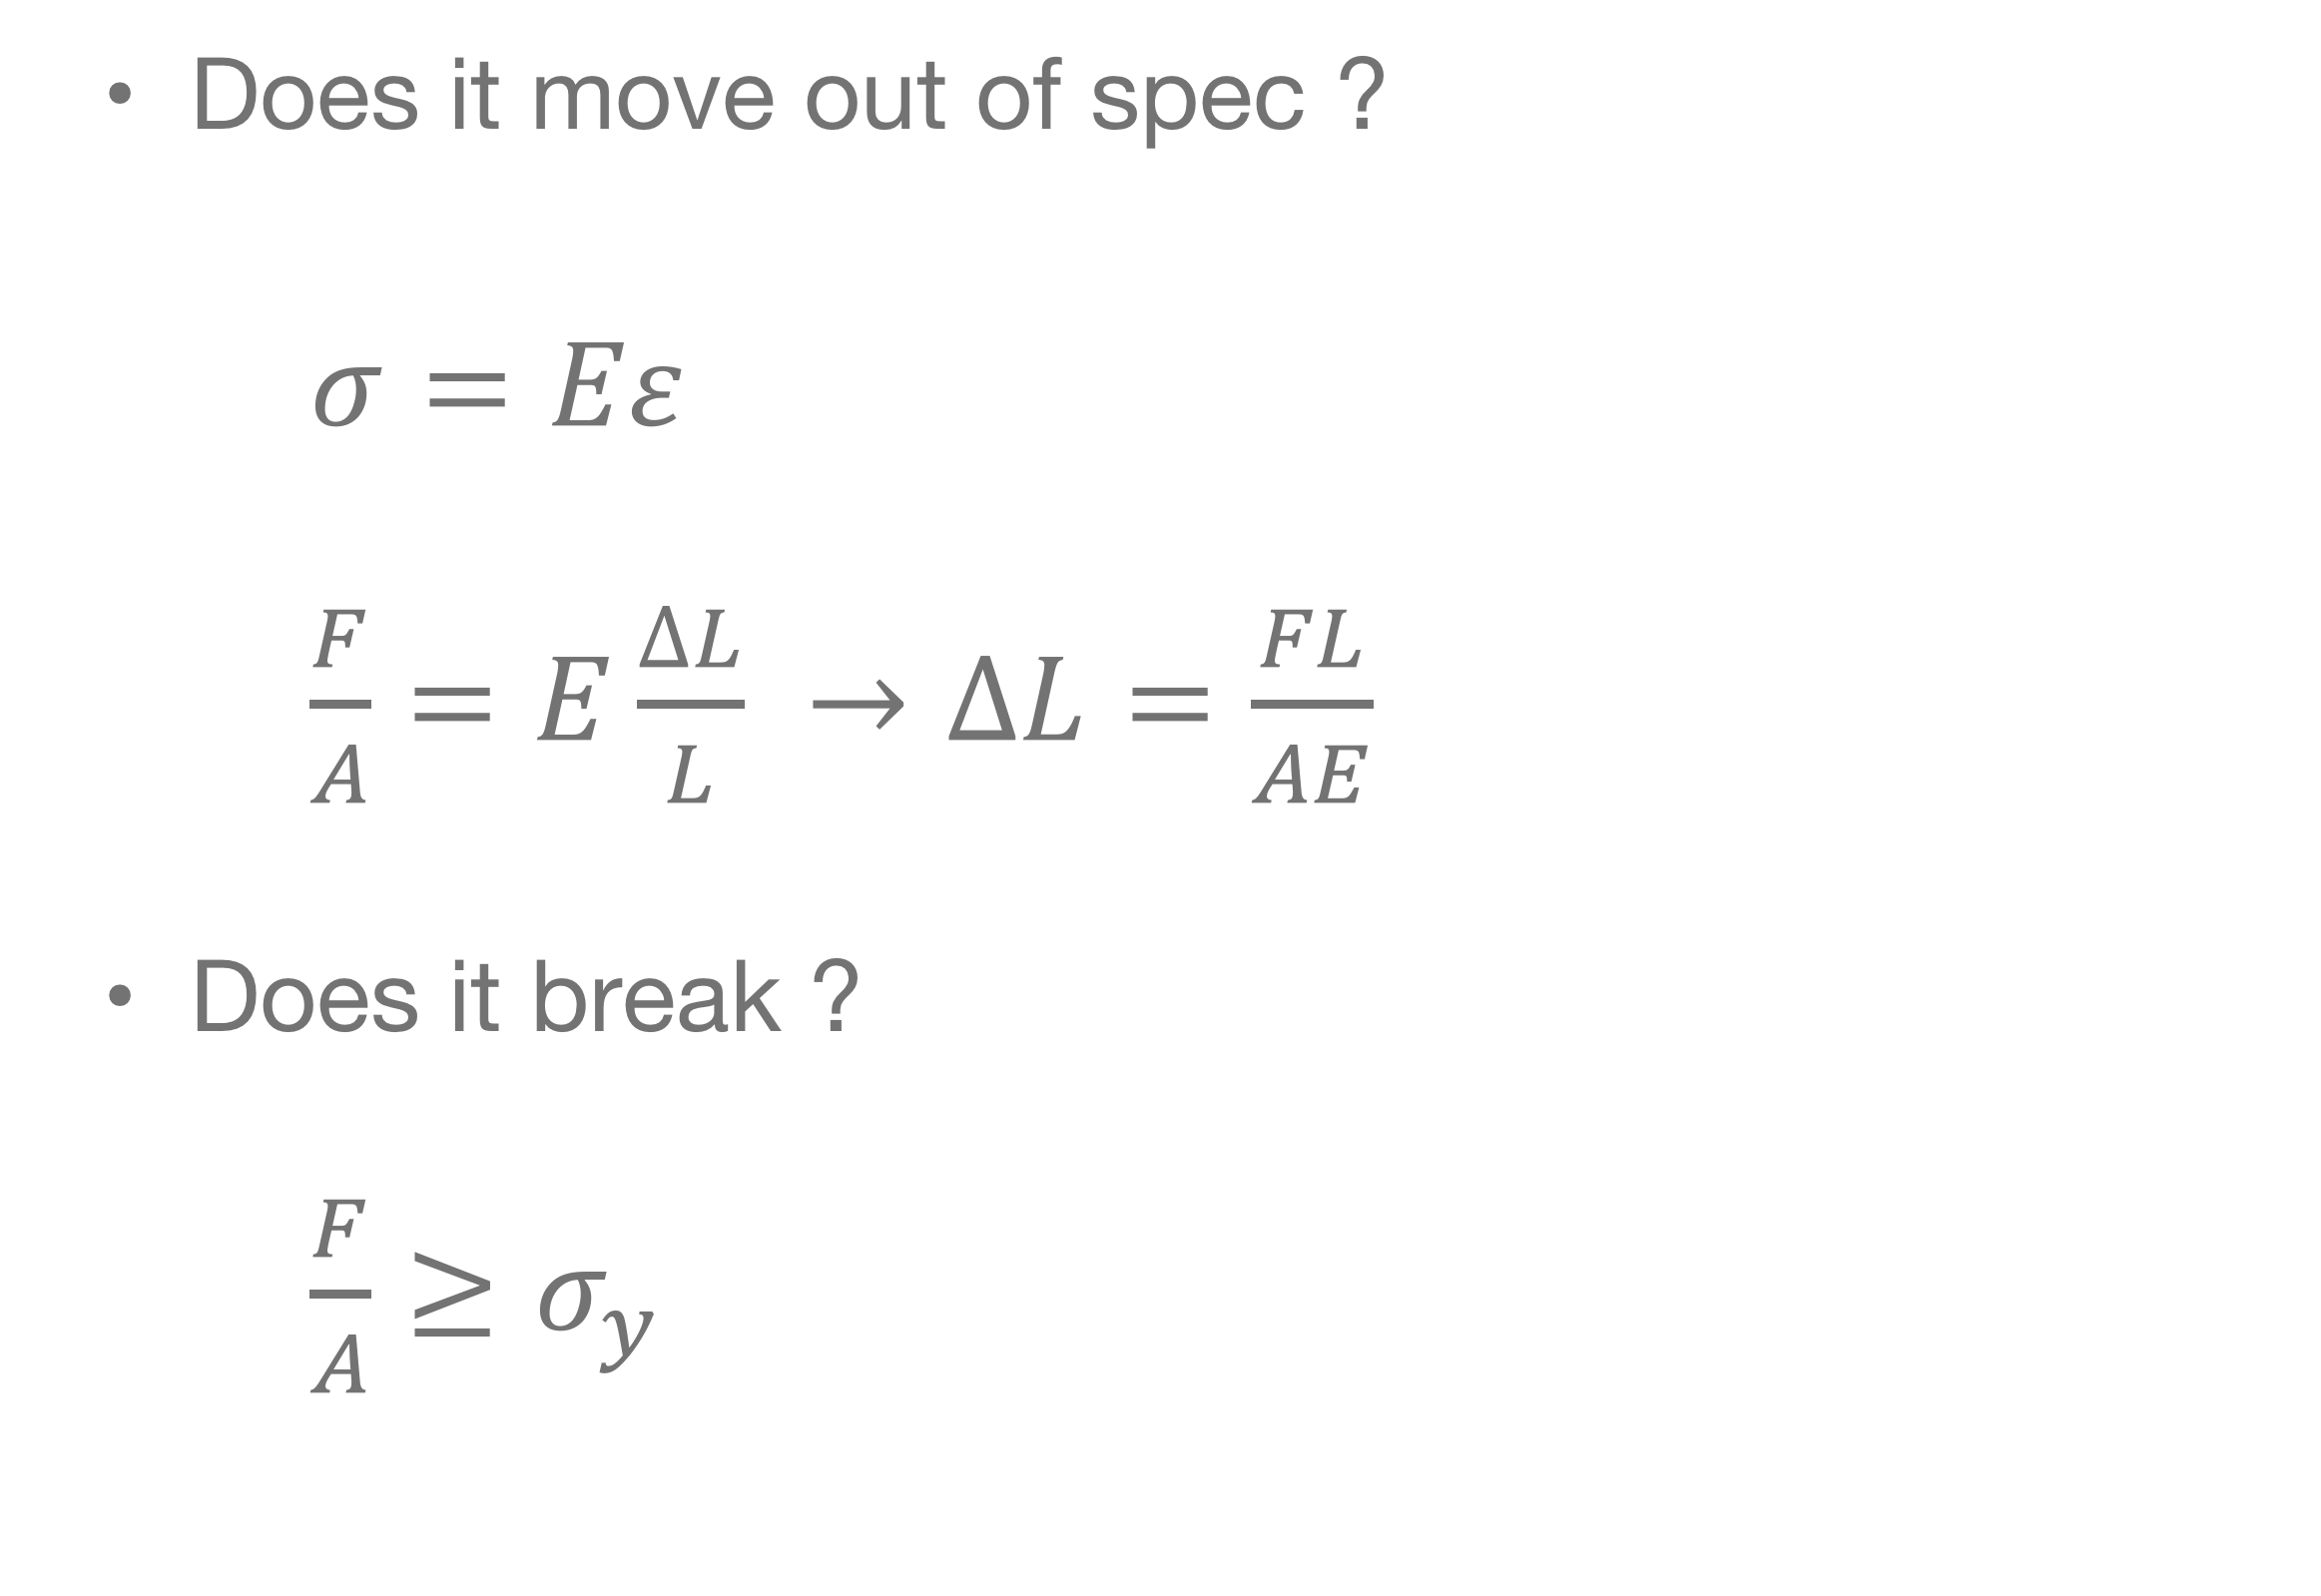 • Does it move out of spec ?
σ = Eε
F/A = E ΔL/L → ΔL = FL/AE
• Does it break ?
F/A ≥ σ_y